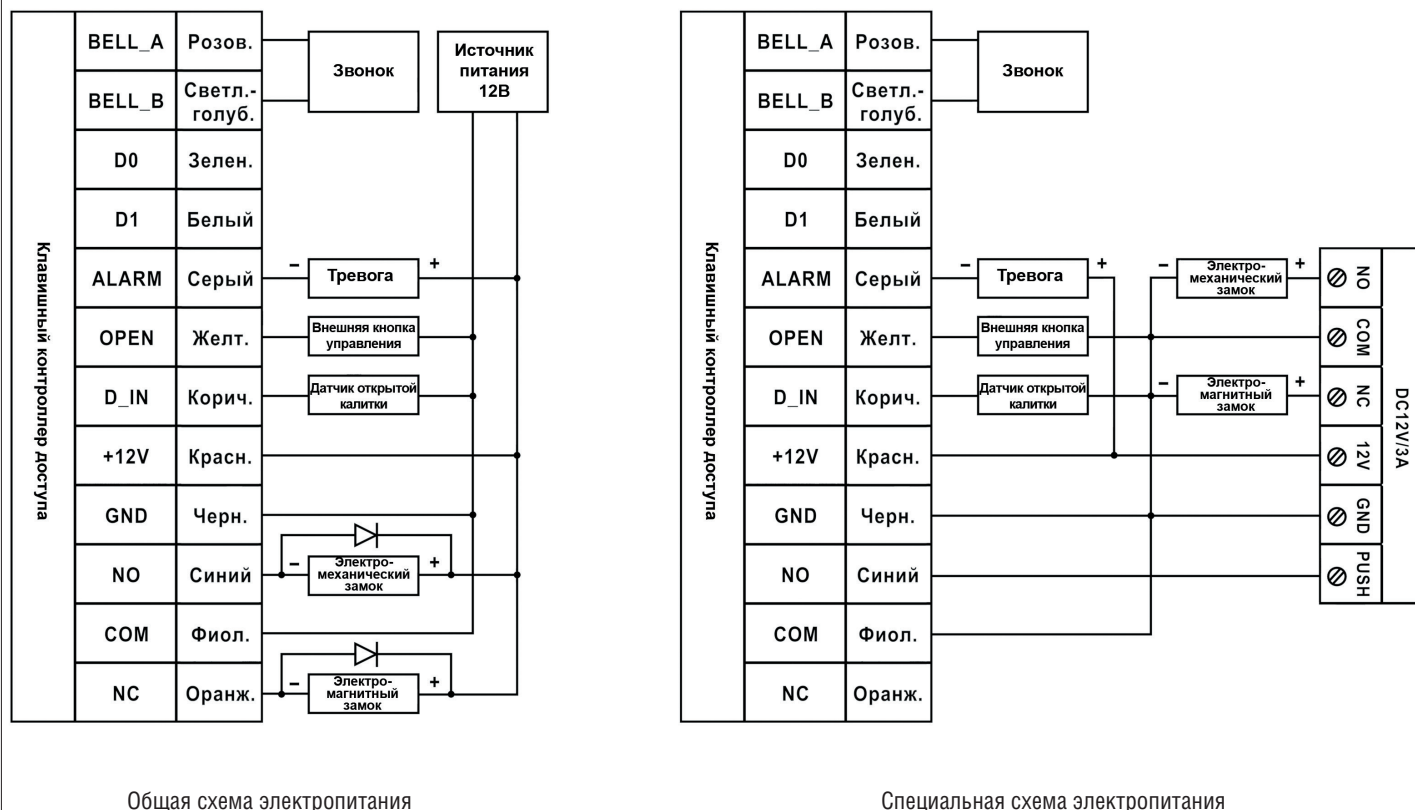 Клавишный контроллер доступа
BELL_A Розов.
BELL_B Светл.-
голуб.
D0 Зелен.
D1 Белый
ALARM Серый
OPEN Желт.
D_IN Корич.
+12V Красн.
GND Черн.
NO Синий
COM Фиол.
NC Оранж.
Звонок
Источник
питания
12В
− Тревога +
Внешняя кнопка
управления
Датчик открытой
калитки
− Электро- +
механический
замок
− Электро- +
магнитный
замок
Общая схема электропитания
Клавишный контроллер доступа
BELL_A Розов.
BELL_B Светл.-
голуб.
D0 Зелен.
D1 Белый
ALARM Серый
OPEN Желт.
D_IN Корич.
+12V Красн.
GND Черн.
NO Синий
COM Фиол.
NC Оранж.
Звонок
− Тревога +
Внешняя кнопка
управления
Датчик открытой
калитки
− Электро- +
механический
замок
− Электро- +
магнитный
замок
NO
COM
NC
12V
GND
PUSH
DC12V/3A
Специальная схема электропитания